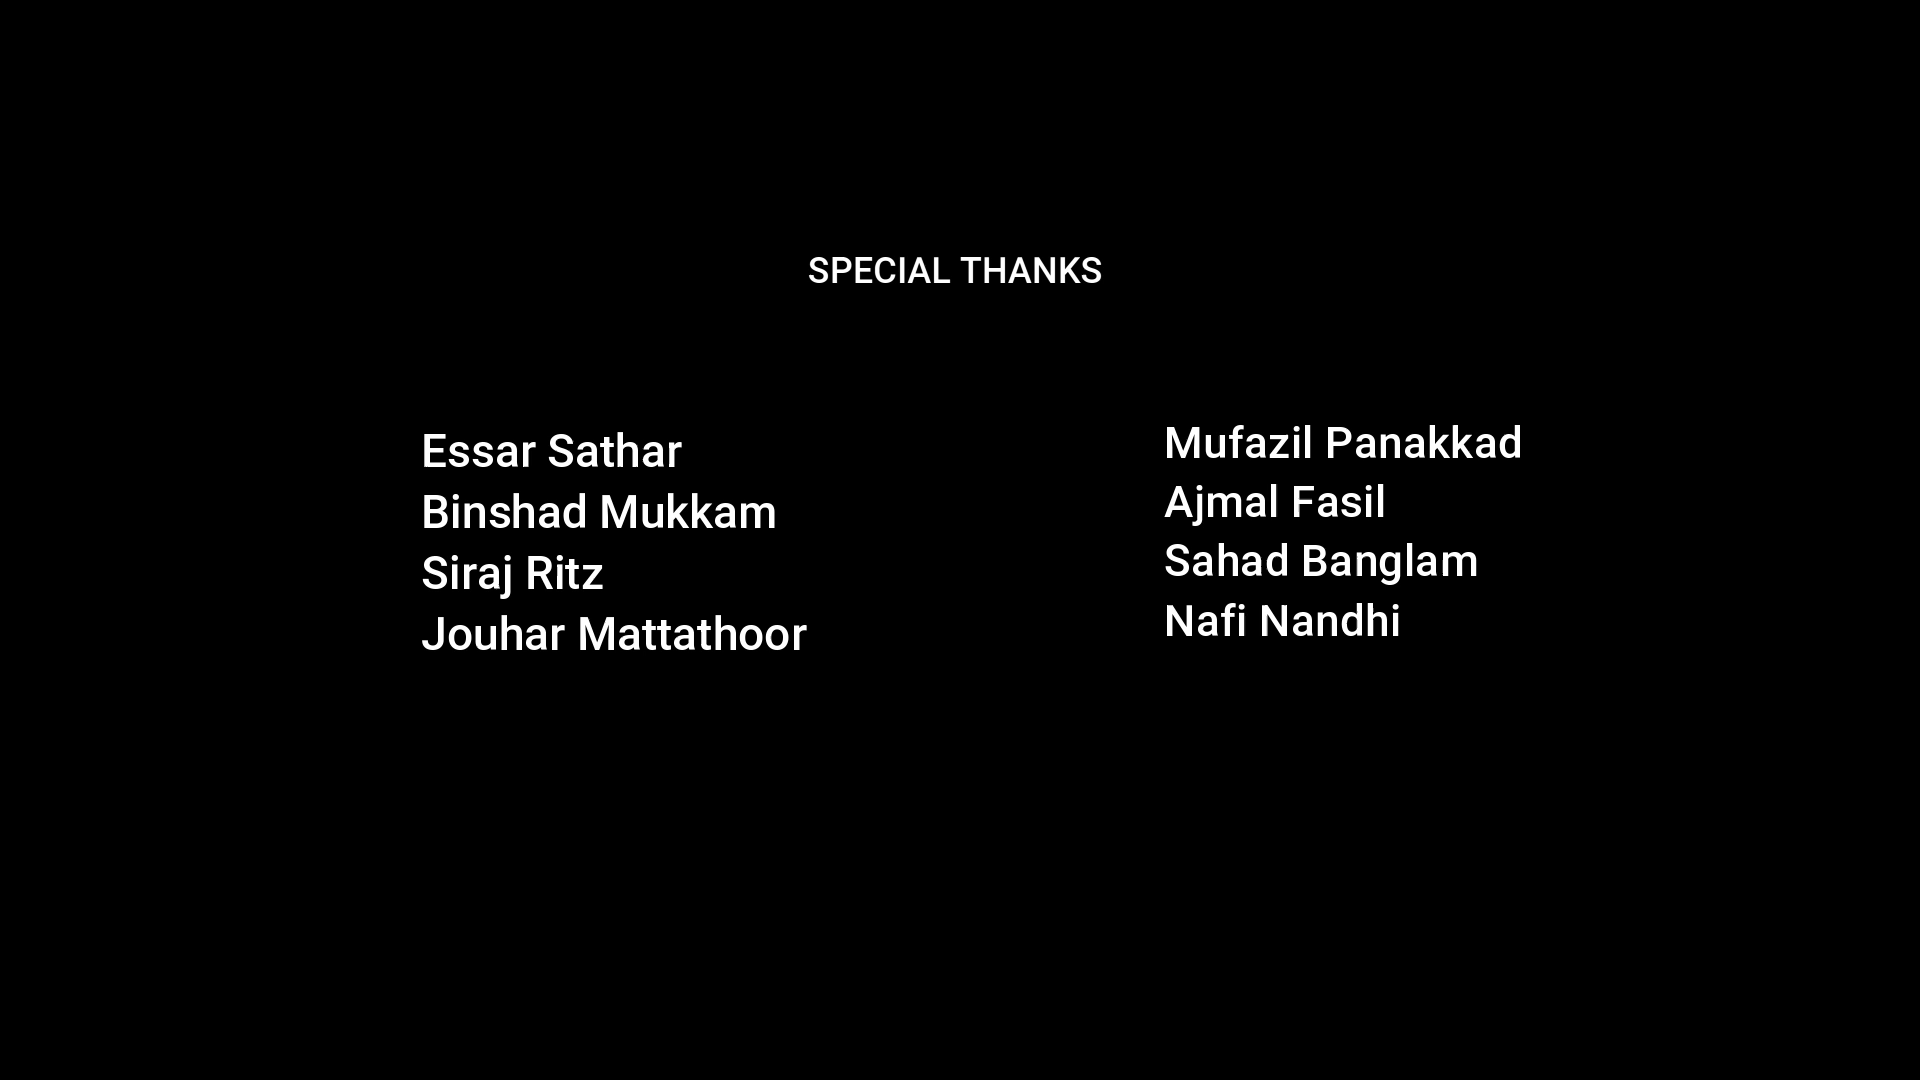 SPECIAL THANKS
Essar Sathar
Binshad Mukkam
Siraj Ritz
Jouhar Mattathoor
Mufazil Panakkad
Ajmal Fasil
Sahad Banglam
Nafi Nandhi